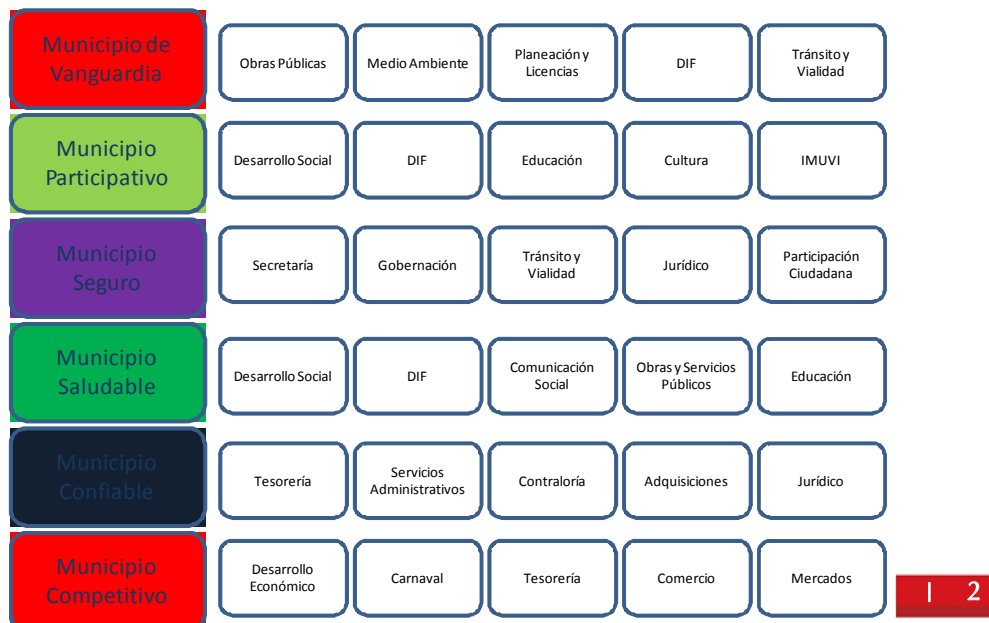 Municipio de
Vanguardia
Obras Públicas
Medio Ambiente
Planeación y
Licencias
DIF
Tránsito y
Vialidad
Municipio
Participativo
Desarrollo Social
DIF
Educación
Cultura
IMUVI
Municipio
Seguro
Secretaría
Gobernación
Tránsito y
Vialidad
Jurídico
Participación
Ciudadana
Municipio
Saludable
Desarrollo Social
DIF
Comunicación
Social
Obras y Servicios
Públicos
Educación
Municipio
Confiable
Tesorería
Servicios
Administrativos
Contraloría
Adquisiciones
Jurídico
Municipio
Competitivo
Desarrollo
Económico
Carnaval
Tesorería
Comercio
Mercados
| 2